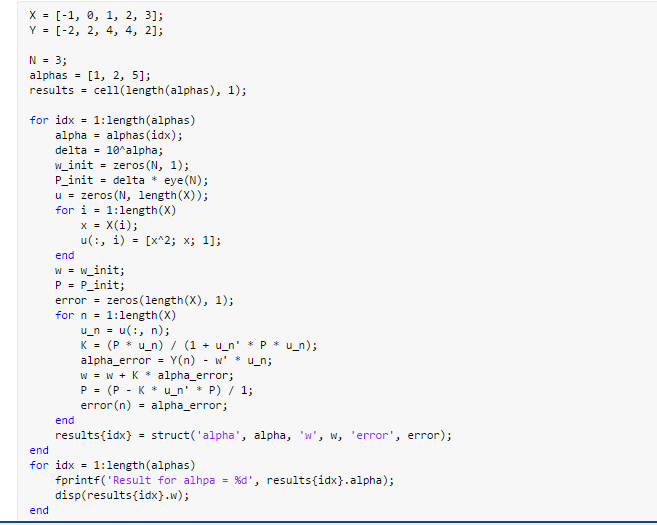 X = [-1, 0, 1, 2, 3];
Y = [-2, 2, 4, 4, 2];
N = 3;
alphas = [1, 2, 5];
results = cell(length(alphas), 1);
for idx = 1:length(alphas)
alpha = alphas(idx);
delta = 10^alpha;
w_init = zeros(N, 1);
P_init = delta * eye(N);
u = zeros(N, length(X));
for i = 1:length(X)
x = X(i);
u(:, i) = [x^2; x; 1];
end
w = w_init;
P = P_init;
error = zeros(length(X), 1);
for n = 1:length(X)
u_n = u(:, n);
K = (P * u_n) / (1 + u_n' * P * u_n);
alpha_error = Y(n) - w' * u_n;
w = w + K * alpha_error;
P = (P - K * u_n' * P) / 1;
error(n) = alpha_error;
end
results{idx} = struct('alpha', alpha, 'w', w, 'error', error);
end
for idx = 1:length(alphas)
fprintf('Result for alhpa = %d', results{idx}.alpha);
disp(results{idx}.w);
end